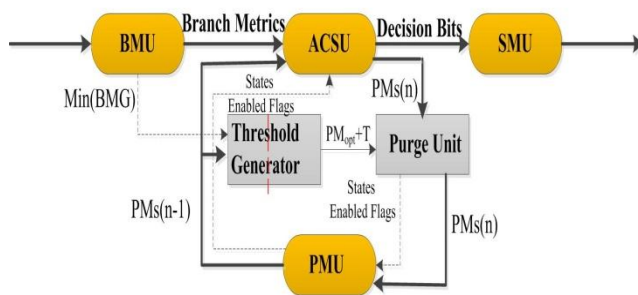 Branch Metrics
Decision Bits
BMU
ACSU
SMU
States
Enabled Flags
Min(BMG)
PMs(n)
Threshold
Generator
PMopt+T
Purge Unit
States
Enabled Flags
PMs(n-1)
PMs(n)
PMU